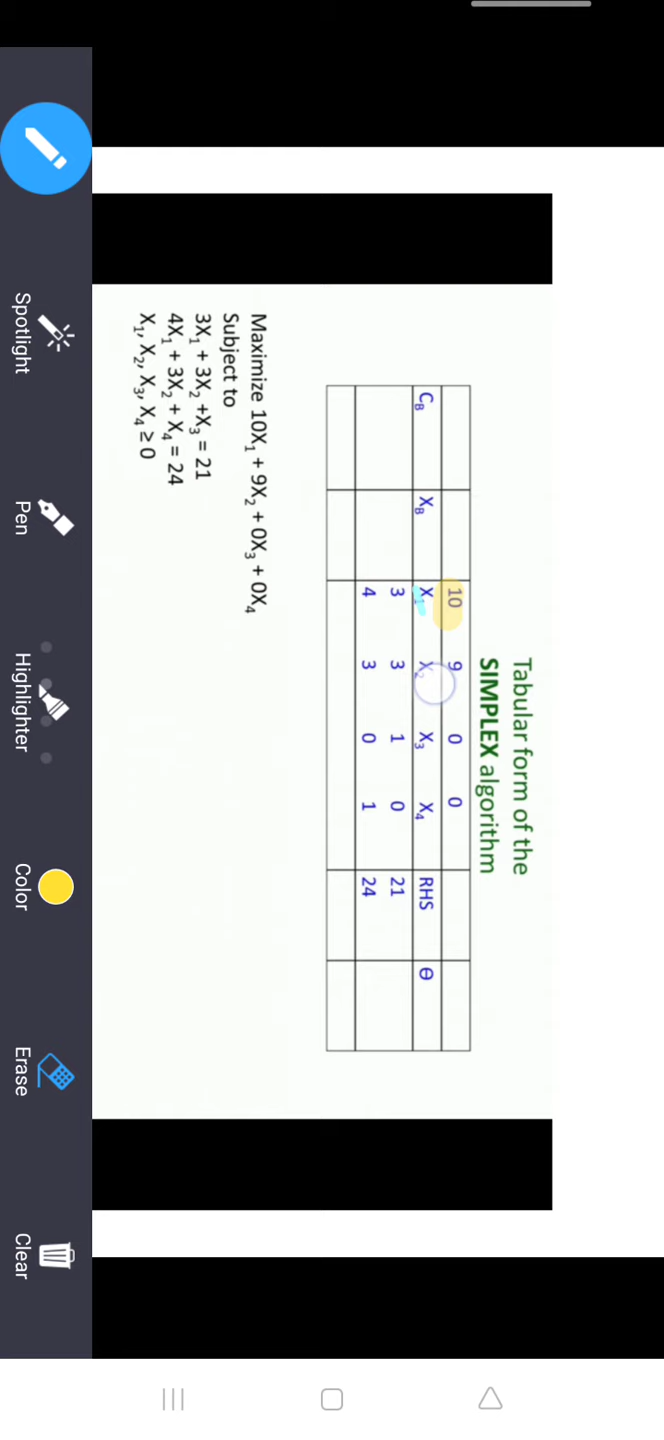 Tabular form of the
SIMPLEX algorithm
10 9 0 0
C_B X_B X₁ X₂ X₃ X₄ RHS θ
3 3 1 0 21
4 3 0 1 24
Maximize 10X₁ + 9X₂ + 0X₃ + 0X₄
Subject to
3X₁ + 3X₂ +X₃ = 21
4X₁ + 3X₂ + X₄ = 24
X₁, X₂, X₃, X₄ ≥ 0
Spotlight
Pen
Highlighter
Color
Erase
Clear